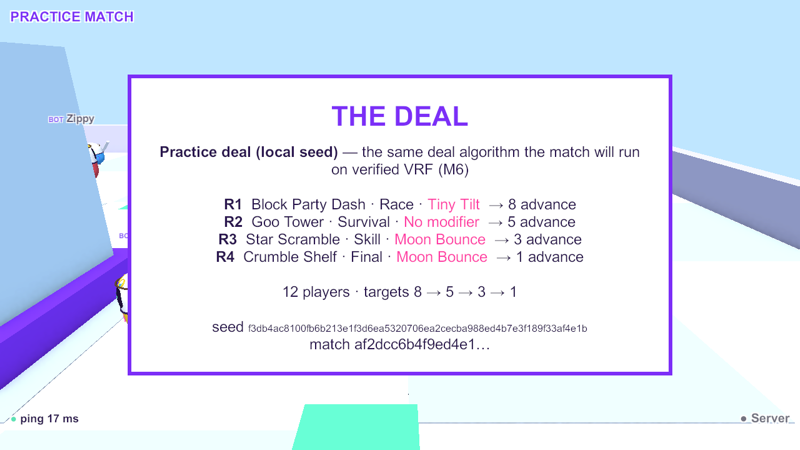 PRACTICE MATCH
BOT Zippy
BO
THE DEAL
Practice deal (local seed) — the same deal algorithm the match will run
on verified VRF (M6)
R1 Block Party Dash · Race · Tiny Tilt → 8 advance
R2 Goo Tower · Survival · No modifier → 5 advance
R3 Star Scramble · Skill · Moon Bounce → 3 advance
R4 Crumble Shelf · Final · Moon Bounce → 1 advance
12 players · targets 8 → 5 → 3 → 1
seed f3db4ac8100fb6b213e1f3d6ea5320706ea2cecba988ed4b7e3f189f33af4e1b
match af2dcc6b4f9ed4e1…
ping 17 ms
Server